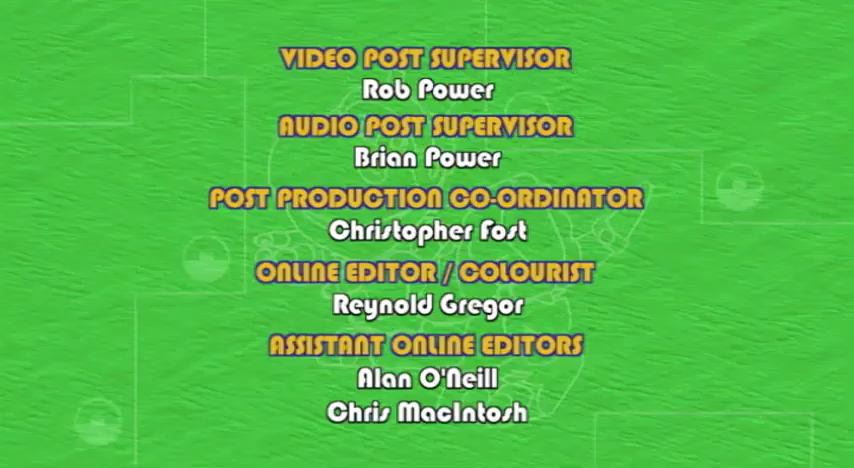 VIDEO POST SUPERVISOR
Rob Power
AUDIO POST SUPERVISOR
Brian Power
POST PRODUCTION CO-ORDINATOR
Christopher Fost
ONLINE EDITOR / COLOURIST
Reynold Gregor
ASSISTANT ONLINE EDITORS
Alan O'Neill
Chris MacIntosh